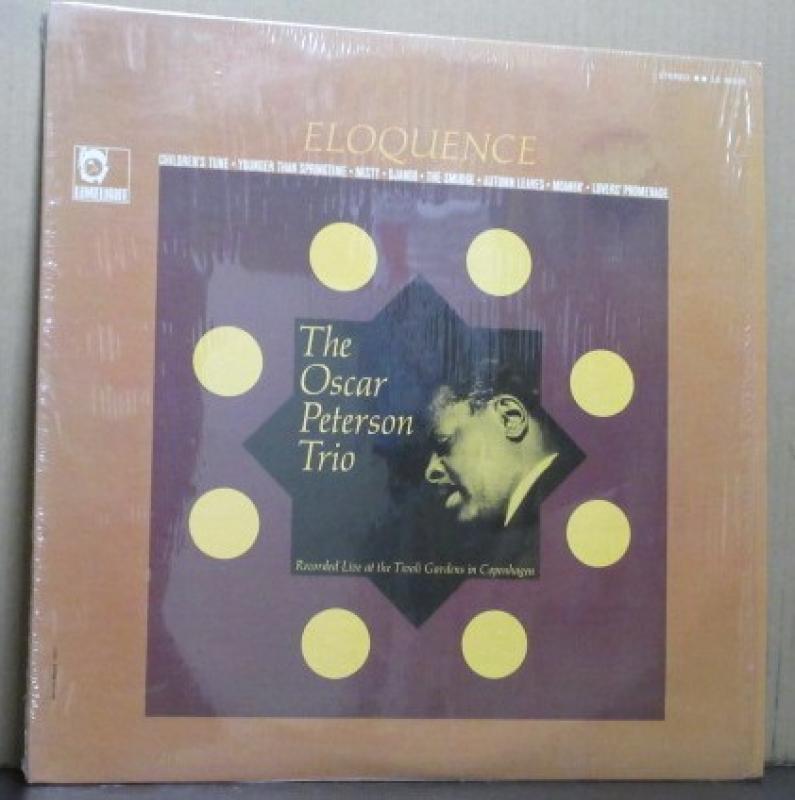 STEREO
ELOQUENCE
LIMELIGHT
CHILDREN'S TUNE • YOUNGER THAN SPRINGTIME • MISTY • DJANGO • THE SMUDGE • AUTUMN LEAVES • MOANIN' • LOVERS' PROMENADE
The
Oscar
Peterson
Trio
Recorded Live at the Tivoli Gardens in Copenhagen